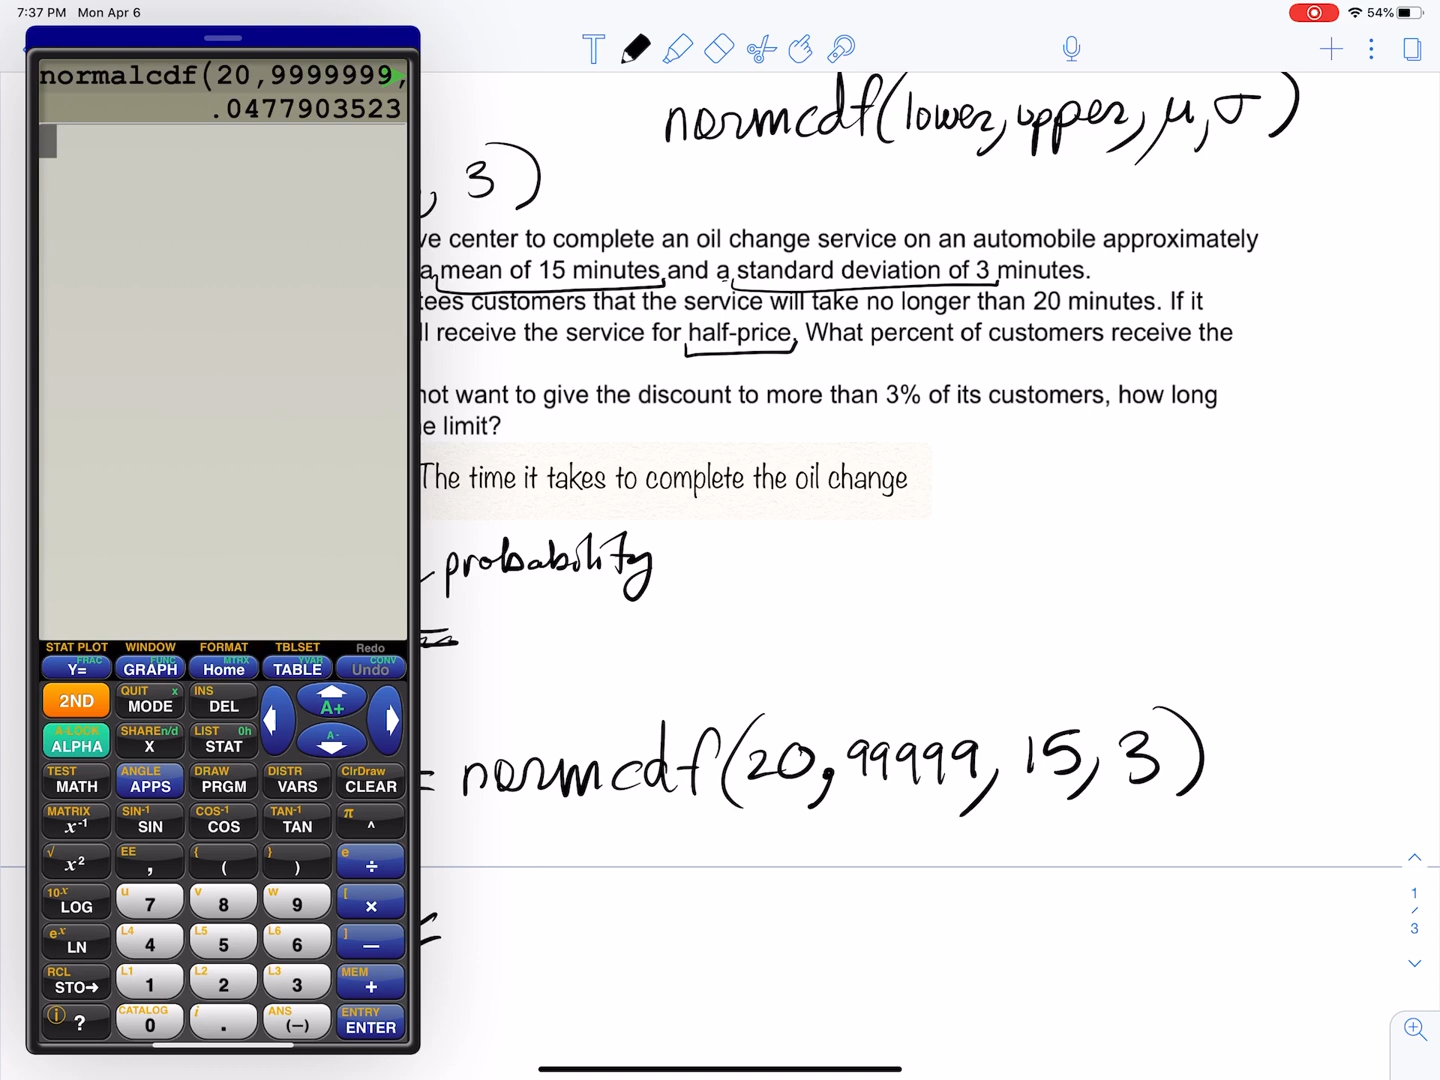 7:37 PM Mon Apr 6
54%
normalcdf(20,9999999,
.0477903523
normcdf(lower, upper, μ, σ)
, 3)
ve center to complete an oil change service on an automobile approximately
a mean of 15 minutes and a standard deviation of 3 minutes.
tees customers that the service will take no longer than 20 minutes. If it
ll receive the service for half-price. What percent of customers receive the
not want to give the discount to more than 3% of its customers, how long
e limit?
The time it takes to complete the oil change
probability
= normcdf(20, 99999, 15, 3)
=
1
/
3
STAT PLOT WINDOW FORMAT TBLSET Redo
FRAC FUNC MTRX YVAR CONV
Y= GRAPH Home TABLE Undo
QUIT x INS
2ND MODE DEL A+
A-LOCK SHARE n/d LIST 0h A-
ALPHA X STAT
TEST ANGLE DRAW DISTR ClrDraw
MATH APPS PRGM VARS CLEAR
MATRIX SIN⁻¹ COS⁻¹ TAN⁻¹ π
x⁻¹ SIN COS TAN ^
√ EE { } e
x² , ( ) ÷
10ˣ u v w [
LOG 7 8 9 ×
eˣ L4 L5 L6 ]
LN 4 5 6 —
RCL L1 L2 L3 MEM
STO→ 1 2 3 +
CATALOG i ANS ENTRY
? 0 . (—) ENTER